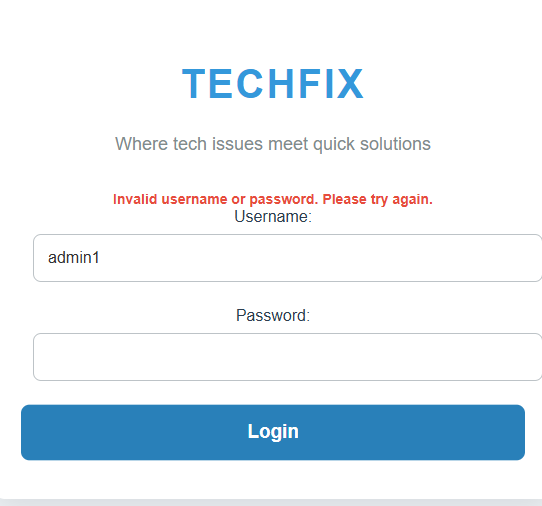 TECHFIX
Where tech issues meet quick solutions
Invalid username or password. Please try again.
Username:
admin1
Password:
Login